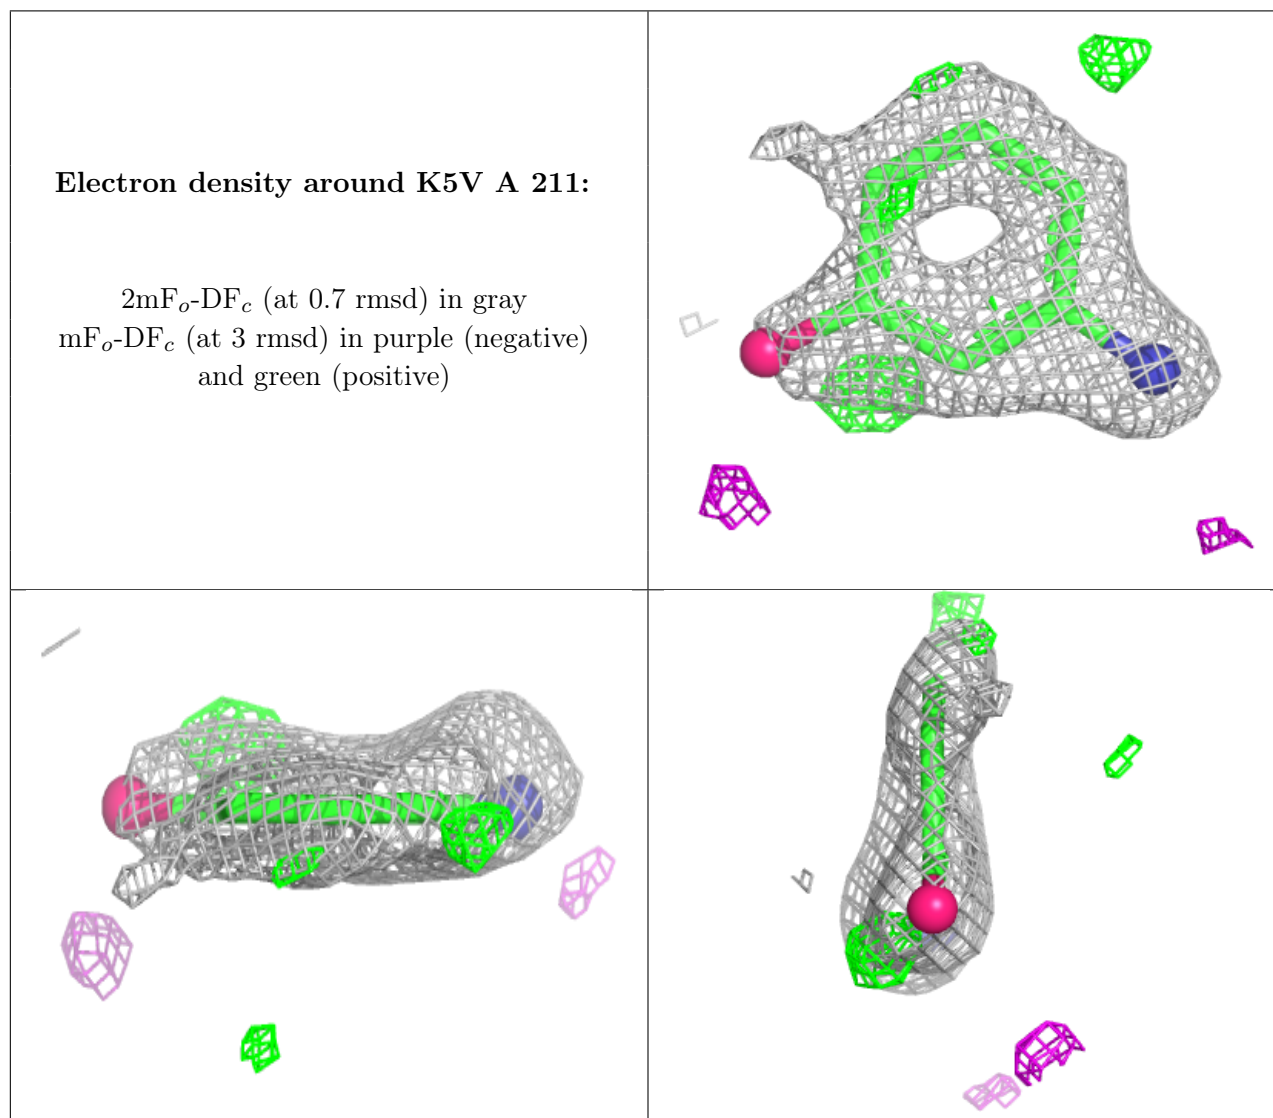 Electron density around K5V A 211:
2mFo-DFc (at 0.7 rmsd) in gray
mFo-DFc (at 3 rmsd) in purple (negative)
and green (positive)